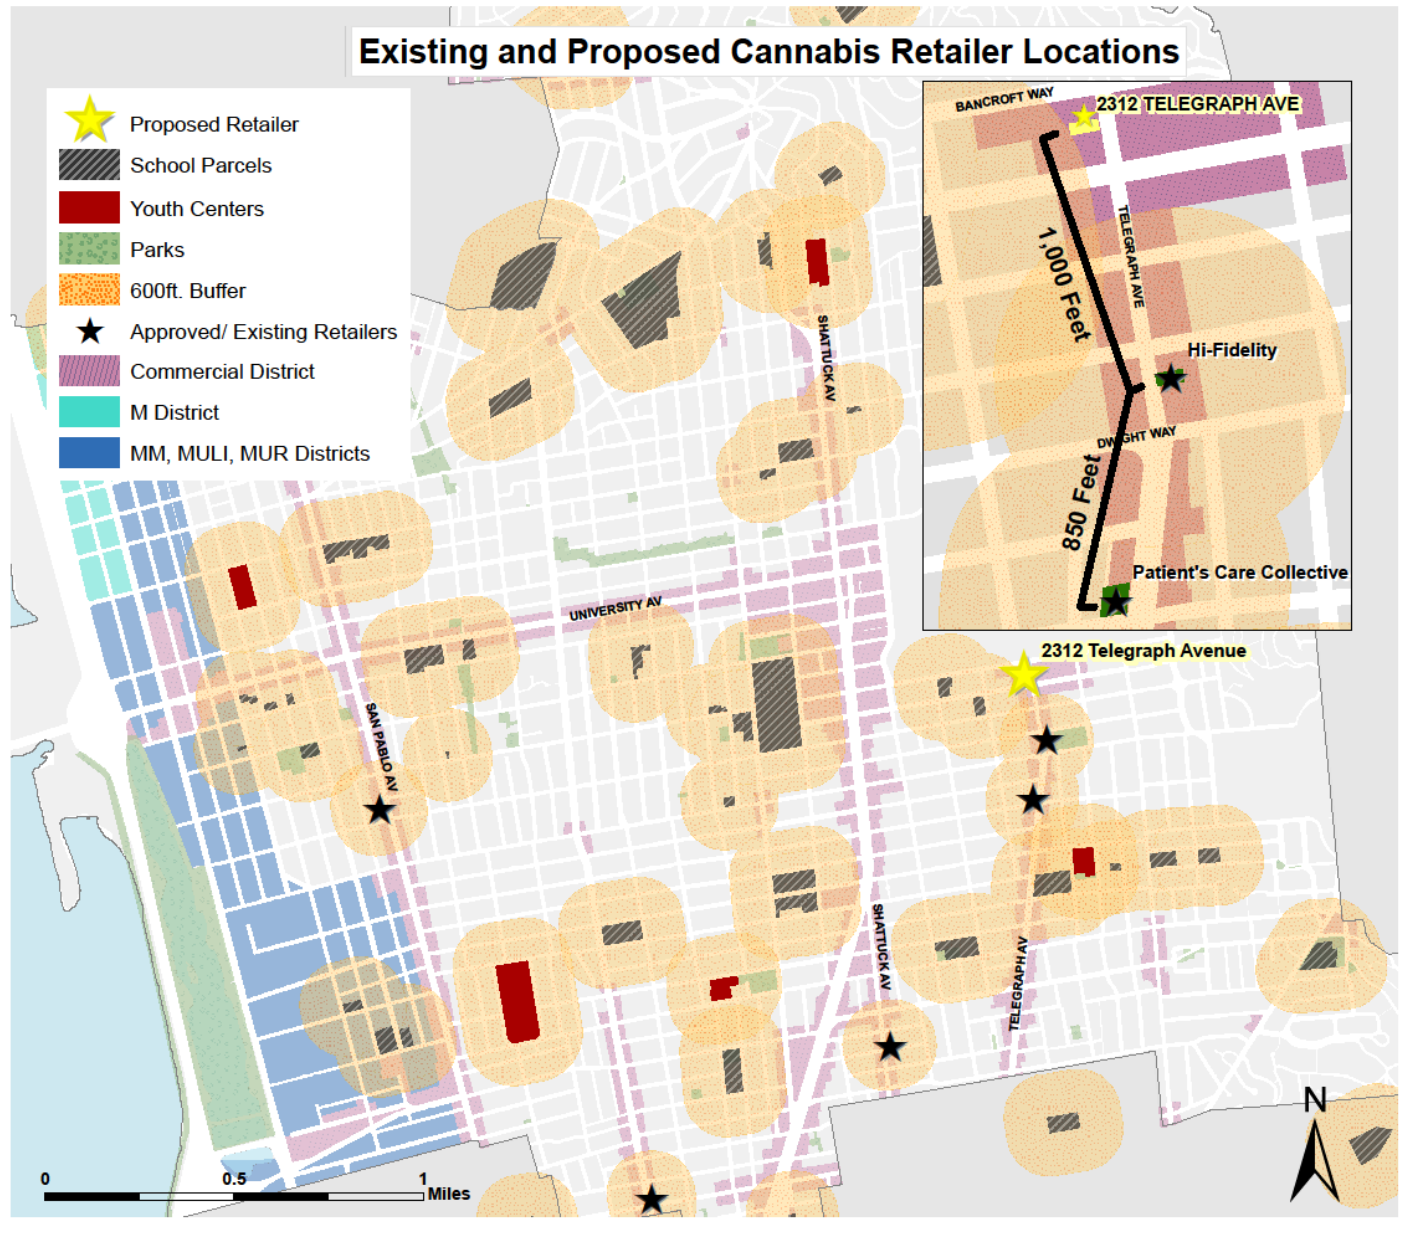 Existing and Proposed Cannabis Retailer Locations
Proposed Retailer
School Parcels
Youth Centers
Parks
600ft. Buffer
Approved/ Existing Retailers
Commercial District
M District
MM, MULI, MUR Districts
BANCROFT WAY
2312 TELEGRAPH AVE
TELEGRAPH AVE
1,000 Feet
Hi-Fidelity
DWIGHT WAY
850 Feet
Patient's Care Collective
SHATTUCK AV
UNIVERSITY AV
2312 Telegraph Avenue
SAN PABLO AV
SHATTUCK AV
TELEGRAPH AV
N
0 0.5 1
Miles